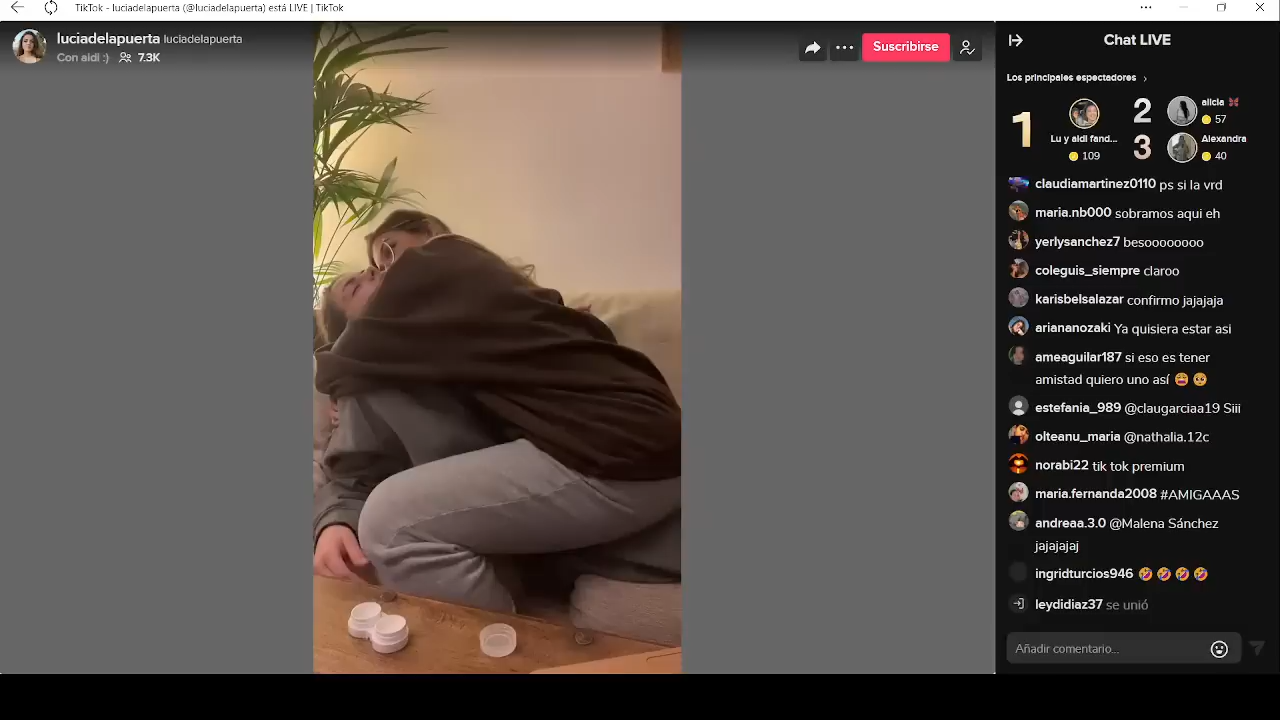 TikTok - luciadelapuerta (@luciadelapuerta) está LIVE | TikTok
luciadelapuerta luciadelapuerta
Con aidi :) 7.3K
Suscribirse
Chat LIVE
Los principales espectadores
1
Lu y aidi fand...
109
2
alicia
57
3
Alexandra
40
claudiamartinez0110 ps si la vrd
maria.nb000 sobramos aqui eh
yerlysanchez7 besoooooooo
coleguis_siempre claroo
karisbelsalazar confirmo jajajaja
ariananozaki Ya quisiera estar asi
ameaguilar187 si eso es tener
amistad quiero uno así 😩 🥺
estefania_989 @claugarciaa19 Siii
olteanu_maria @nathalia.12c
norabi22 tik tok premium
maria.fernanda2008 #AMIGAAAS
andreaa.3.0 @Malena Sánchez
jajajajaj
ingridturcios946 🤣 🤣 🤣 🤣
leydidiaz37 se unió
Añadir comentario...